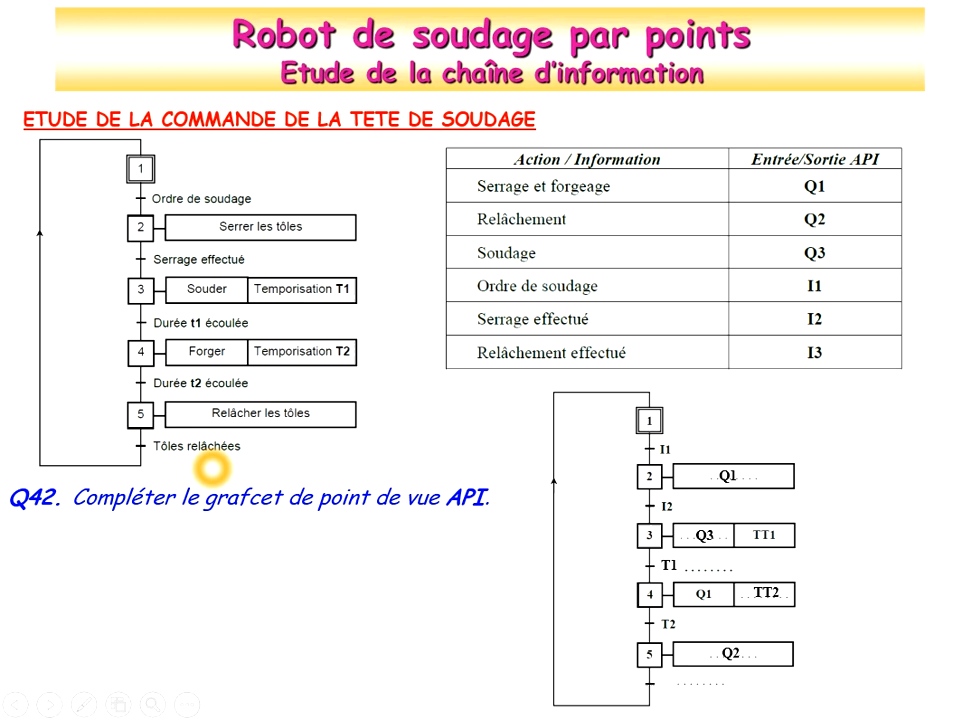 Robot de soudage par points
Etude de la chaîne d'information
ETUDE DE LA COMMANDE DE LA TETE DE SOUDAGE
1
Ordre de soudage
2 Serrer les tôles
Serrage effectué
3 Souder Temporisation T1
Durée t1 écoulée
4 Forger Temporisation T2
Durée t2 écoulée
5 Relâcher les tôles
Tôles relâchées
Action / Information Entrée/Sortie API
Serrage et forgeage Q1
Relâchement Q2
Soudage Q3
Ordre de soudage I1
Serrage effectué I2
Relâchement effectué I3
Q42. Compléter le grafcet de point de vue API.
1
I1
2 . . Q1 . . . .
I2
3 . . . Q3 . . TT1
T1 . . . . . . . .
4 Q1 . . TT2 . .
T2
5 . . Q2 . . .
. . . . . . . .